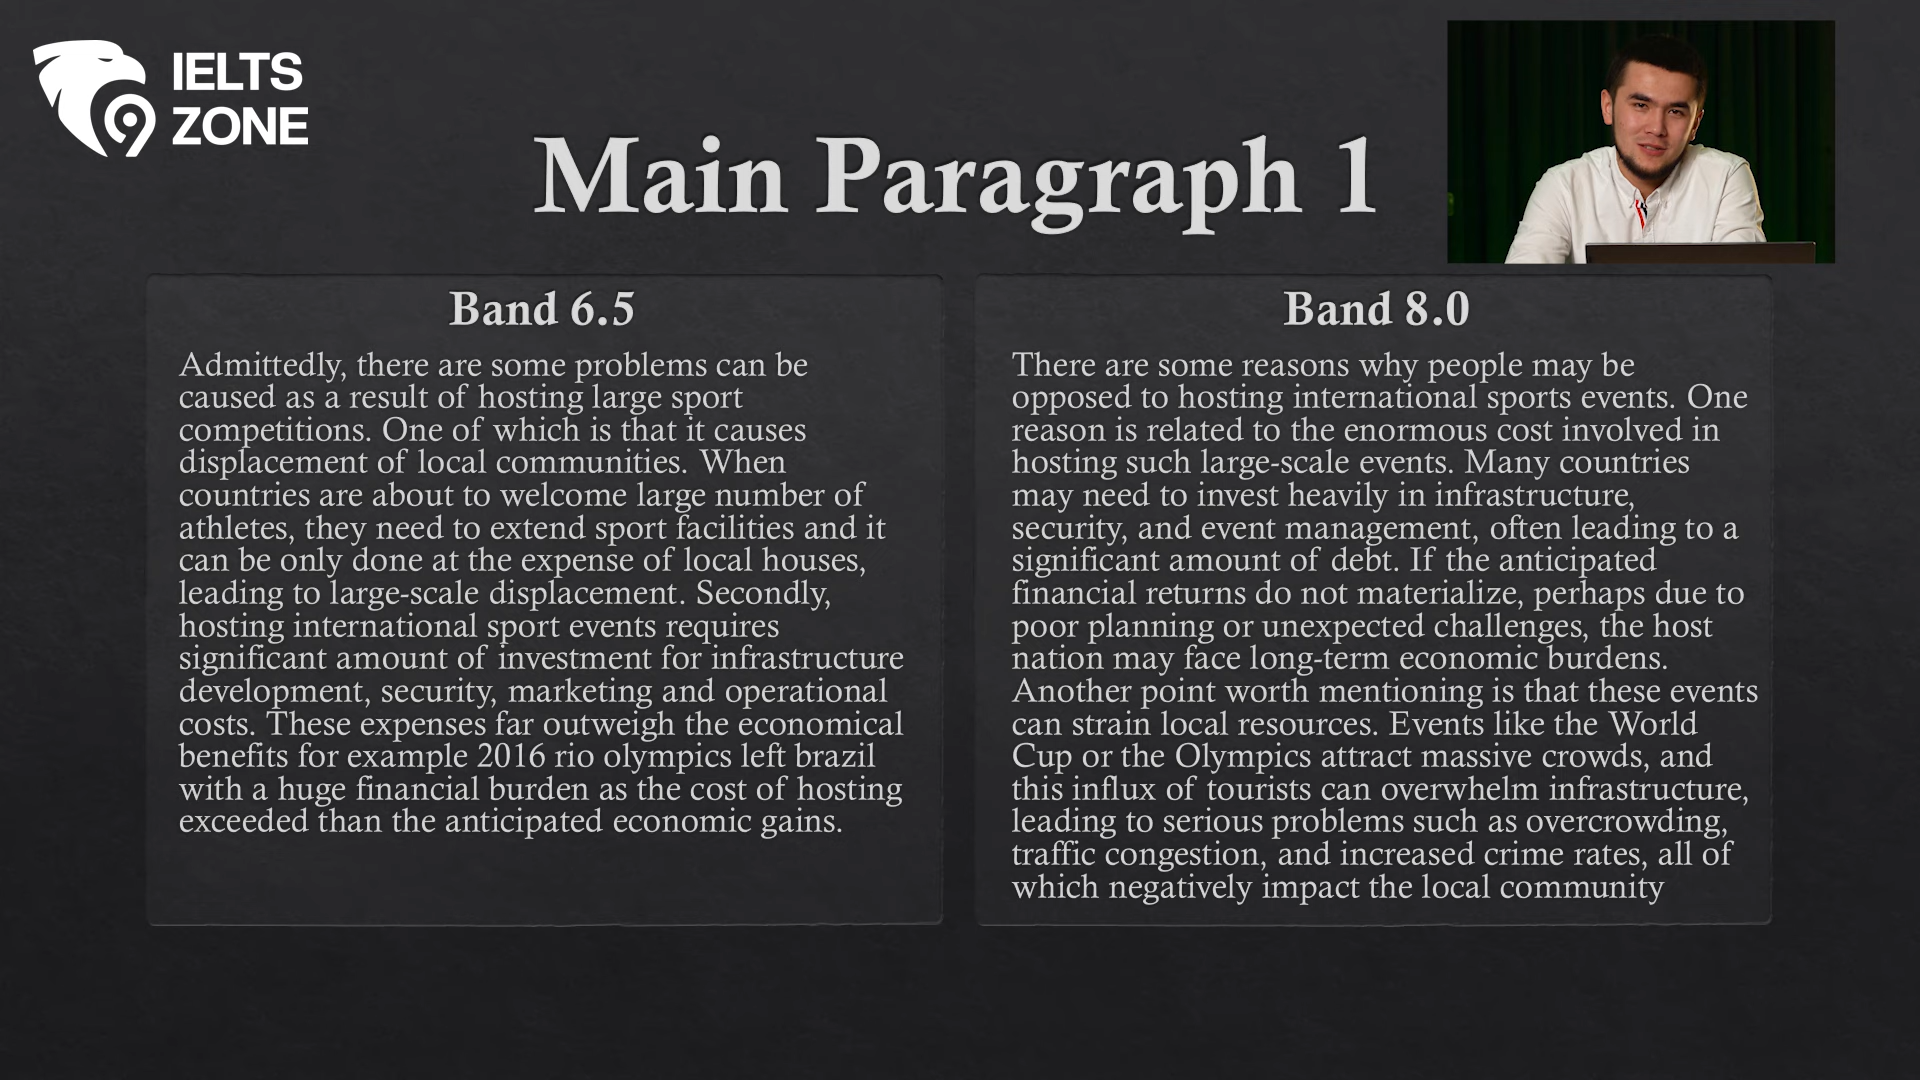 IELTS
ZONE
Main Paragraph 1
Band 6.5
Admittedly, there are some problems can be
caused as a result of hosting large sport
competitions. One of which is that it causes
displacement of local communities. When
countries are about to welcome large number of
athletes, they need to extend sport facilities and it
can be only done at the expense of local houses,
leading to large-scale displacement. Secondly,
hosting international sport events requires
significant amount of investment for infrastructure
development, security, marketing and operational
costs. These expenses far outweigh the economical
benefits for example 2016 rio olympics left brazil
with a huge financial burden as the cost of hosting
exceeded than the anticipated economic gains.
Band 8.0
There are some reasons why people may be
opposed to hosting international sports events. One
reason is related to the enormous cost involved in
hosting such large-scale events. Many countries
may need to invest heavily in infrastructure,
security, and event management, often leading to a
significant amount of debt. If the anticipated
financial returns do not materialize, perhaps due to
poor planning or unexpected challenges, the host
nation may face long-term economic burdens.
Another point worth mentioning is that these events
can strain local resources. Events like the World
Cup or the Olympics attract massive crowds, and
this influx of tourists can overwhelm infrastructure,
leading to serious problems such as overcrowding,
traffic congestion, and increased crime rates, all of
which negatively impact the local community